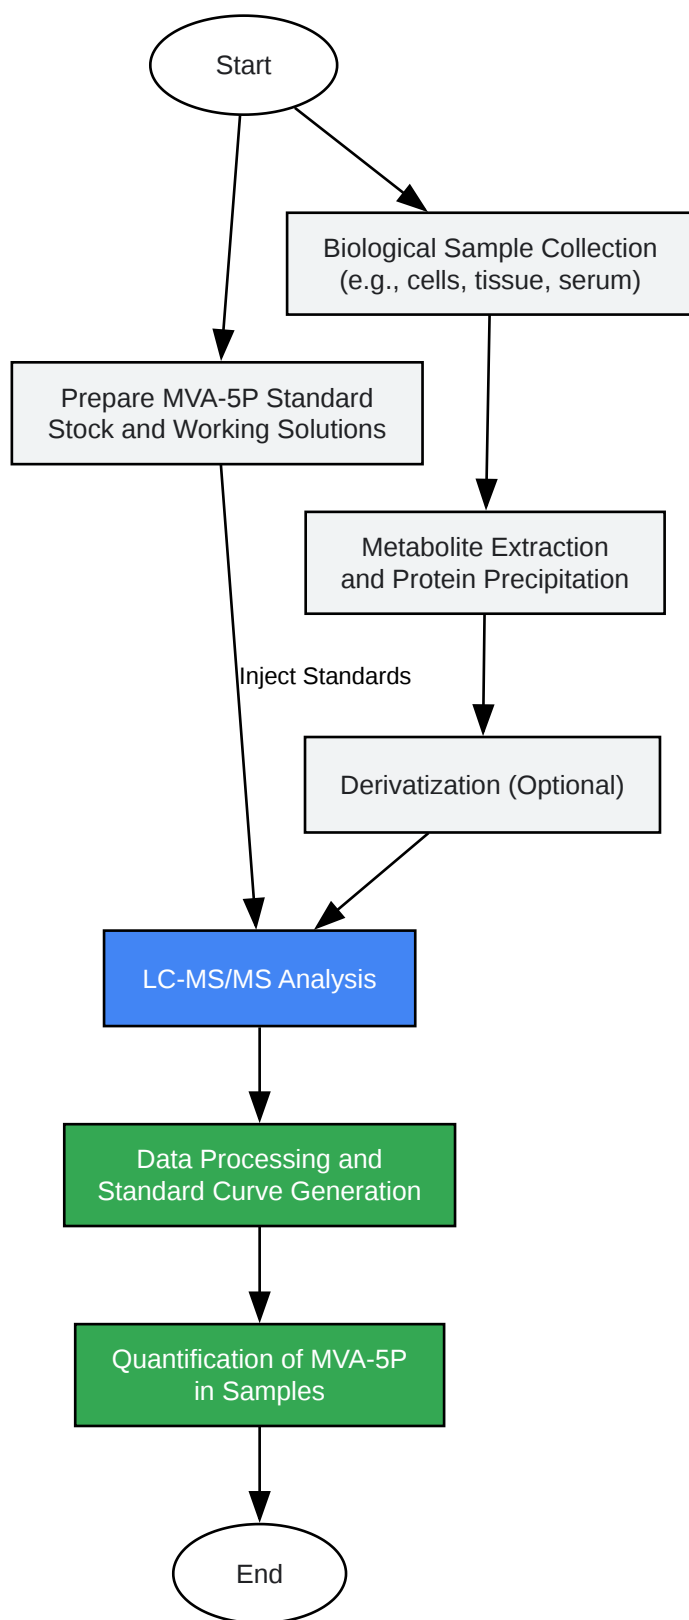 Start
Biological Sample Collection
(e.g., cells, tissue, serum)
Prepare MVA-5P Standard
Stock and Working Solutions
Metabolite Extraction
and Protein Precipitation
Inject Standards
Derivatization (Optional)
LC-MS/MS Analysis
Data Processing and
Standard Curve Generation
Quantification of MVA-5P
in Samples
End